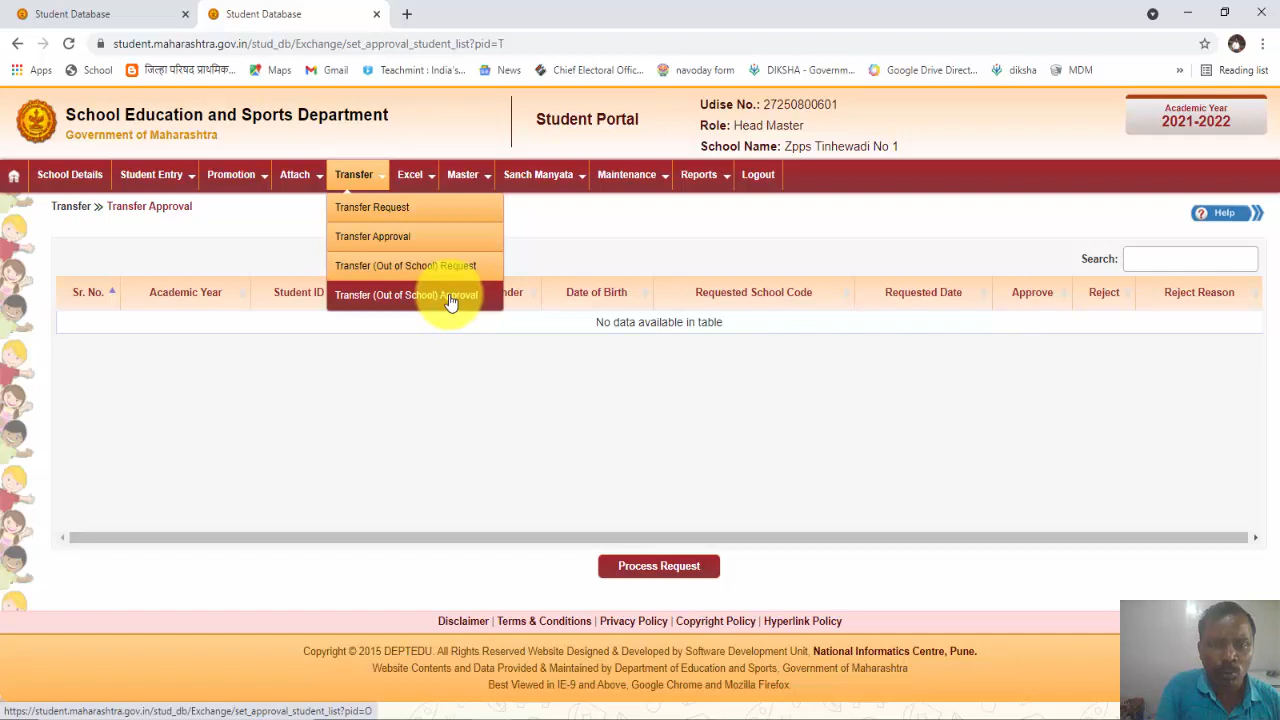 Student Database
Student Database
student.maharashtra.gov.in/stud_db/Exchange/set_approval_student_list?pid=T
Apps School जिल्हा परिषद प्राथमि... Maps Gmail Teachmint : India's... News Chief Electoral Offic... navoday form DIKSHA - Governm... Google Drive Direct... diksha MDM » Reading list
School Education and Sports Department
Government of Maharashtra
Student Portal
Udise No.: 27250800601
Role: Head Master
School Name: Zpps Tinhewadi No 1
Academic Year
2021-2022
School Details Student Entry Promotion Attach Transfer Excel Master Sanch Manyata Maintenance Reports Logout
Transfer >> Transfer Approval
Help
Transfer Request
Transfer Approval
Transfer (Out of School) Request
Transfer (Out of School) Approval
Search:
Sr. No. Academic Year Student ID Date of Birth Requested School Code Requested Date Approve Reject Reject Reason
No data available in table
Process Request
Disclaimer | Terms & Conditions | Privacy Policy | Copyright Policy | Hyperlink Policy
Copyright © 2015 DEPTEDU. All Rights Reserved Website Designed & Developed by Software Development Unit, National Informatics Centre, Pune.
Website Contents and Data Provided & Maintained by Department of Education and Sports, Government of Maharashtra
Best Viewed in IE-9 and Above, Google Chrome and Mozilla Firefox.
https://student.maharashtra.gov.in/stud_db/Exchange/set_approval_student_list?pid=O